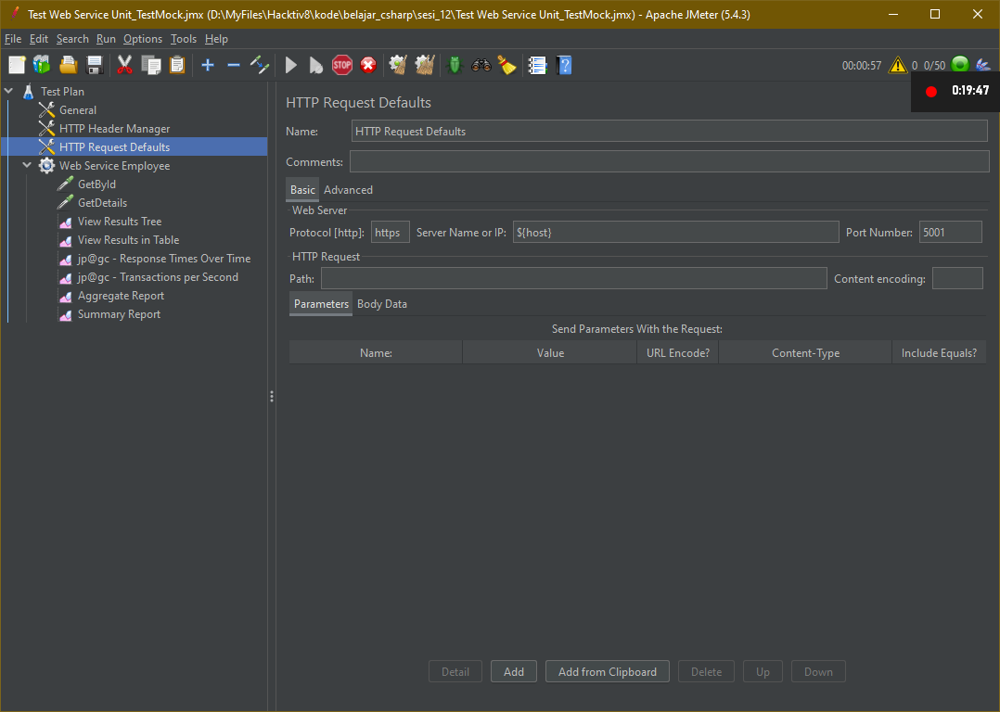 Test Web Service Unit_TestMock.jmx (D:\MyFiles\Hacktiv8\kode\belajar_csharp\sesi_12\Test Web Service Unit_TestMock.jmx) - Apache JMeter (5.4.3)
File Edit Search Run Options Tools Help
STOP 00:00:57 0 0/50
0:19:47
Test Plan
General
HTTP Header Manager
HTTP Request Defaults
Web Service Employee
GetById
GetDetails
View Results Tree
View Results in Table
jp@gc - Response Times Over Time
jp@gc - Transactions per Second
Aggregate Report
Summary Report
HTTP Request Defaults
Name: HTTP Request Defaults
Comments:
Basic Advanced
Web Server
Protocol [http]: https Server Name or IP: ${host} Port Number: 5001
HTTP Request
Path: Content encoding:
Parameters Body Data
Send Parameters With the Request:
Name: Value URL Encode? Content-Type Include Equals?
Detail Add Add from Clipboard Delete Up Down